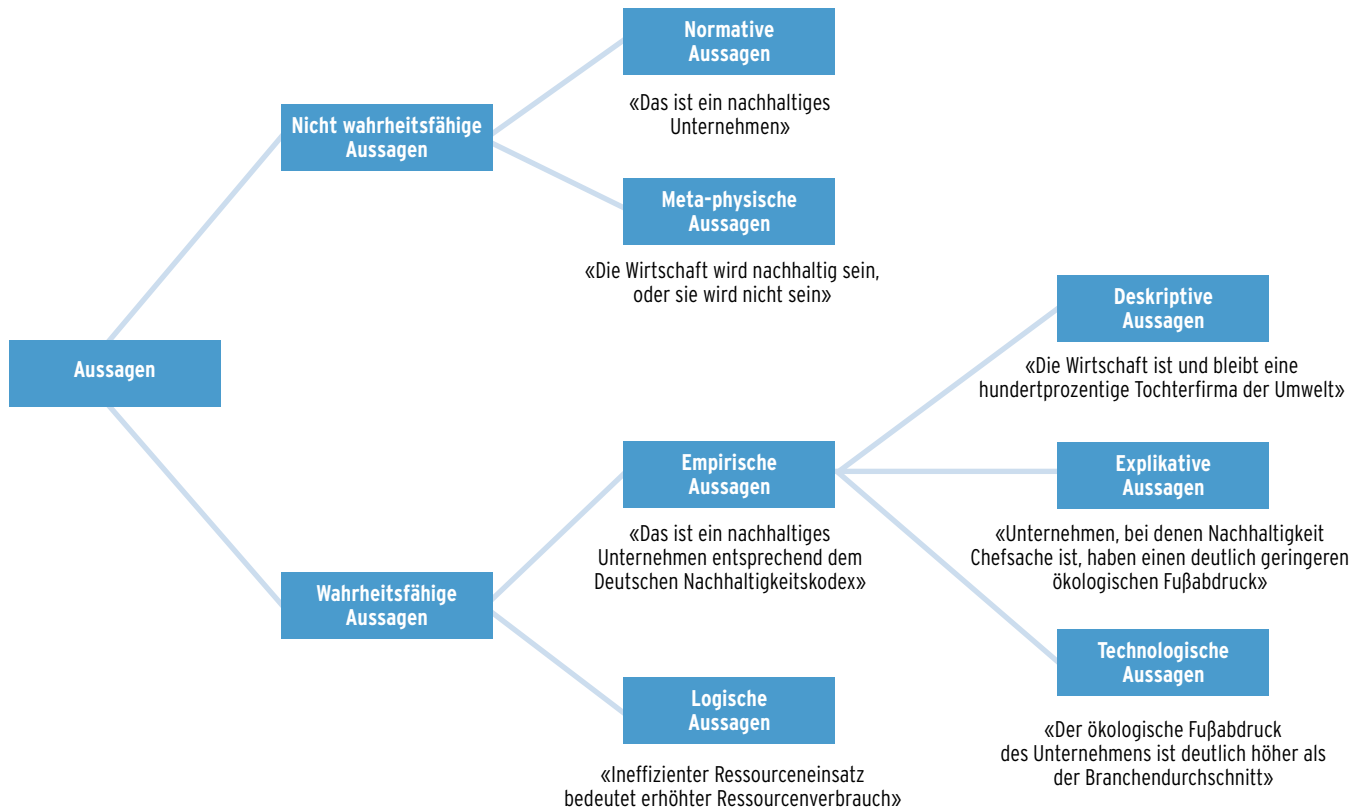 Normative
Aussagen
«Das ist ein nachhaltiges
Unternehmen»
Nicht wahrheitsfähige
Aussagen
Meta-physische
Aussagen
«Die Wirtschaft wird nachhaltig sein,
oder sie wird nicht sein»
Aussagen
Deskriptive
Aussagen
«Die Wirtschaft ist und bleibt eine
hundertprozentige Tochterfirma der Umwelt»
Empirische
Aussagen
«Das ist ein nachhaltiges
Unternehmen entsprechend dem
Deutschen Nachhaltigkeitskodex»
Explikative
Aussagen
«Unternehmen, bei denen Nachhaltigkeit
Chefsache ist, haben einen deutlich geringeren
ökologischen Fußabdruck»
Wahrheitsfähige
Aussagen
Technologische
Aussagen
«Der ökologische Fußabdruck
des Unternehmens ist deutlich höher als
der Branchendurchschnitt»
Logische
Aussagen
«Ineffizienter Ressourceneinsatz
bedeutet erhöhter Ressourcenverbrauch»